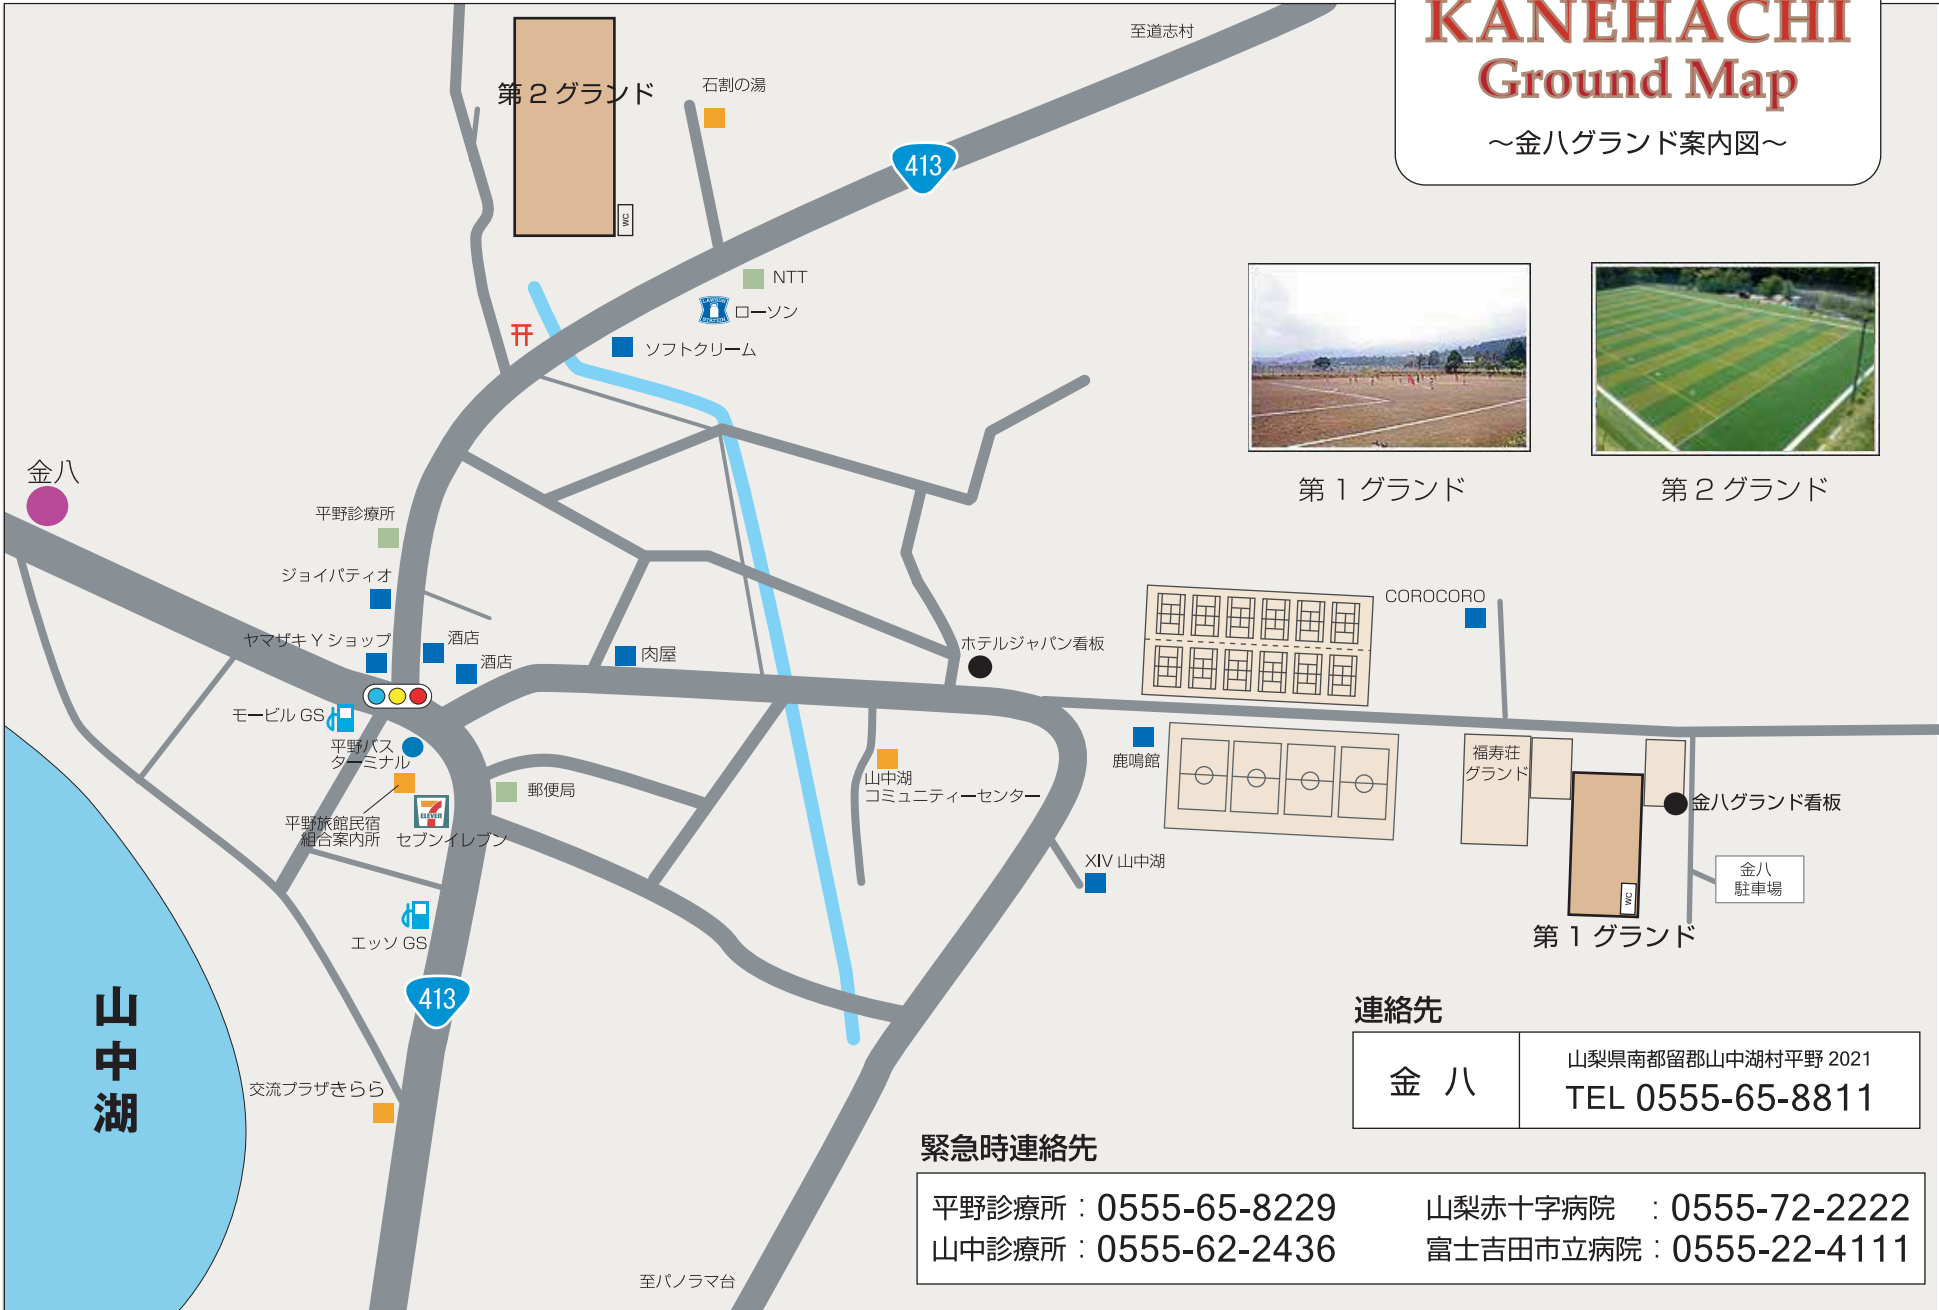 KANEHACHI
Ground Map
～金八グランド案内図～
至道志村
第２グランド
WC
石割の湯
413
NTT
LAWSON
STATION
ローソン
ソフトクリーム
第１グランド
第２グランド
金八
平野診療所
ジョイパティオ
ヤマザキＹショップ
酒店
酒店
肉屋
ホテルジャパン看板
COROCORO
モービル GS
平野バス
ターミナル
郵便局
平野旅館民宿
組合案内所
7
ELEVEN
セブンイレブン
山中湖
コミュニティーセンター
鹿鳴館
福寿荘
グランド
金八グランド看板
XIV 山中湖
金八
駐車場
WC
第１グランド
エッソ GS
413
山中湖
交流プラザきらら
至パノラマ台
連絡先
金 八
山梨県南都留郡山中湖村平野 2021
TEL 0555-65-8811
緊急時連絡先
平野診療所：0555-65-8229
山梨赤十字病院　：0555-72-2222
山中診療所：0555-62-2436
富士吉田市立病院：0555-22-4111